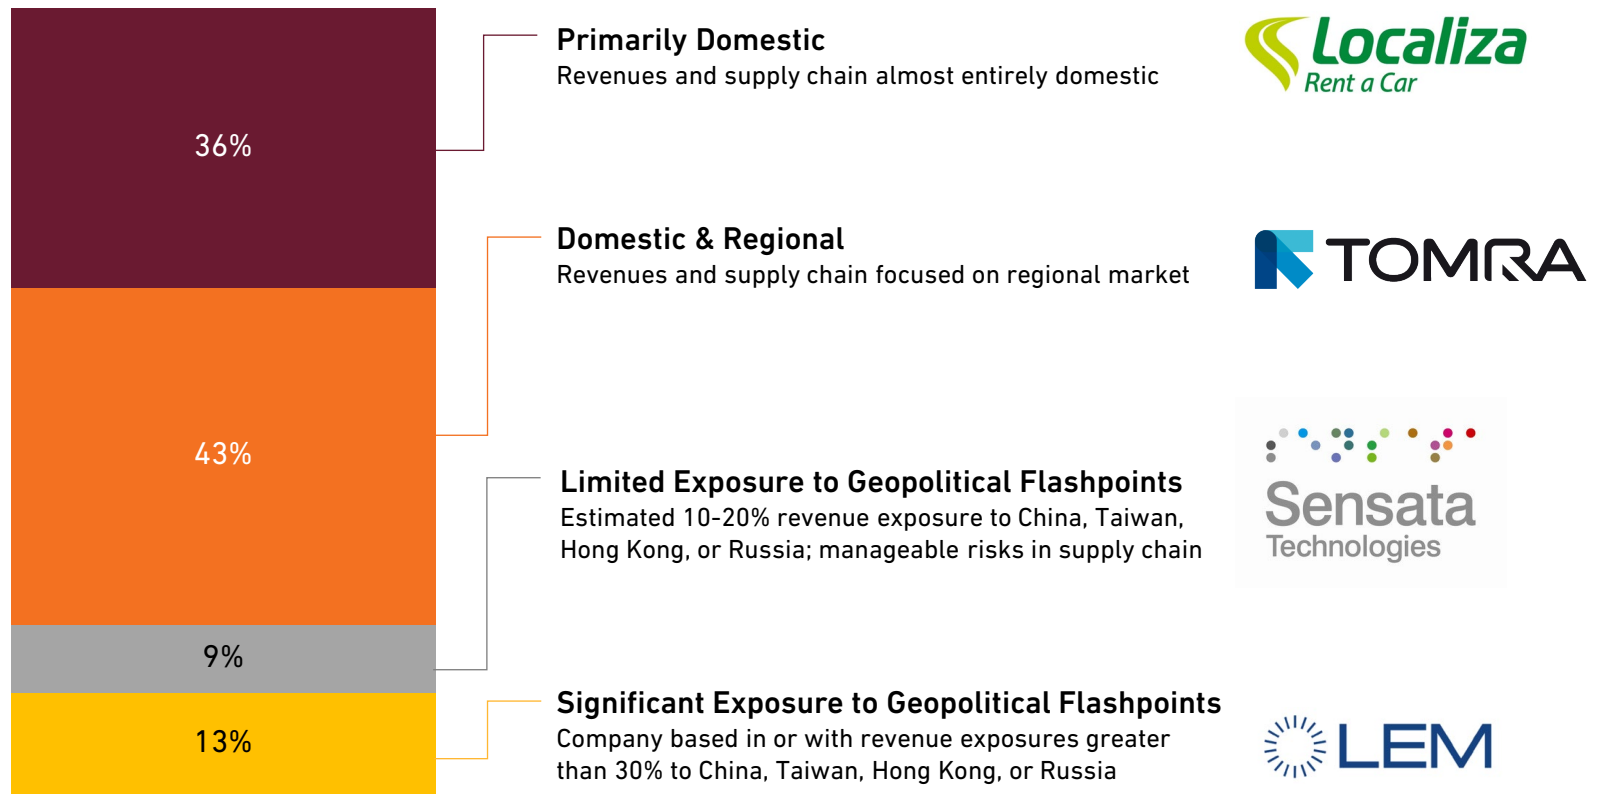 36%
Primarily Domestic
Revenues and supply chain almost entirely domestic
Localiza
Rent a Car
43%
Domestic & Regional
Revenues and supply chain focused on regional market
TOMRA
9%
Limited Exposure to Geopolitical Flashpoints
Estimated 10-20% revenue exposure to China, Taiwan,
Hong Kong, or Russia; manageable risks in supply chain
Sensata
Technologies
13%
Significant Exposure to Geopolitical Flashpoints
Company based in or with revenue exposures greater
than 30% to China, Taiwan, Hong Kong, or Russia
LEM